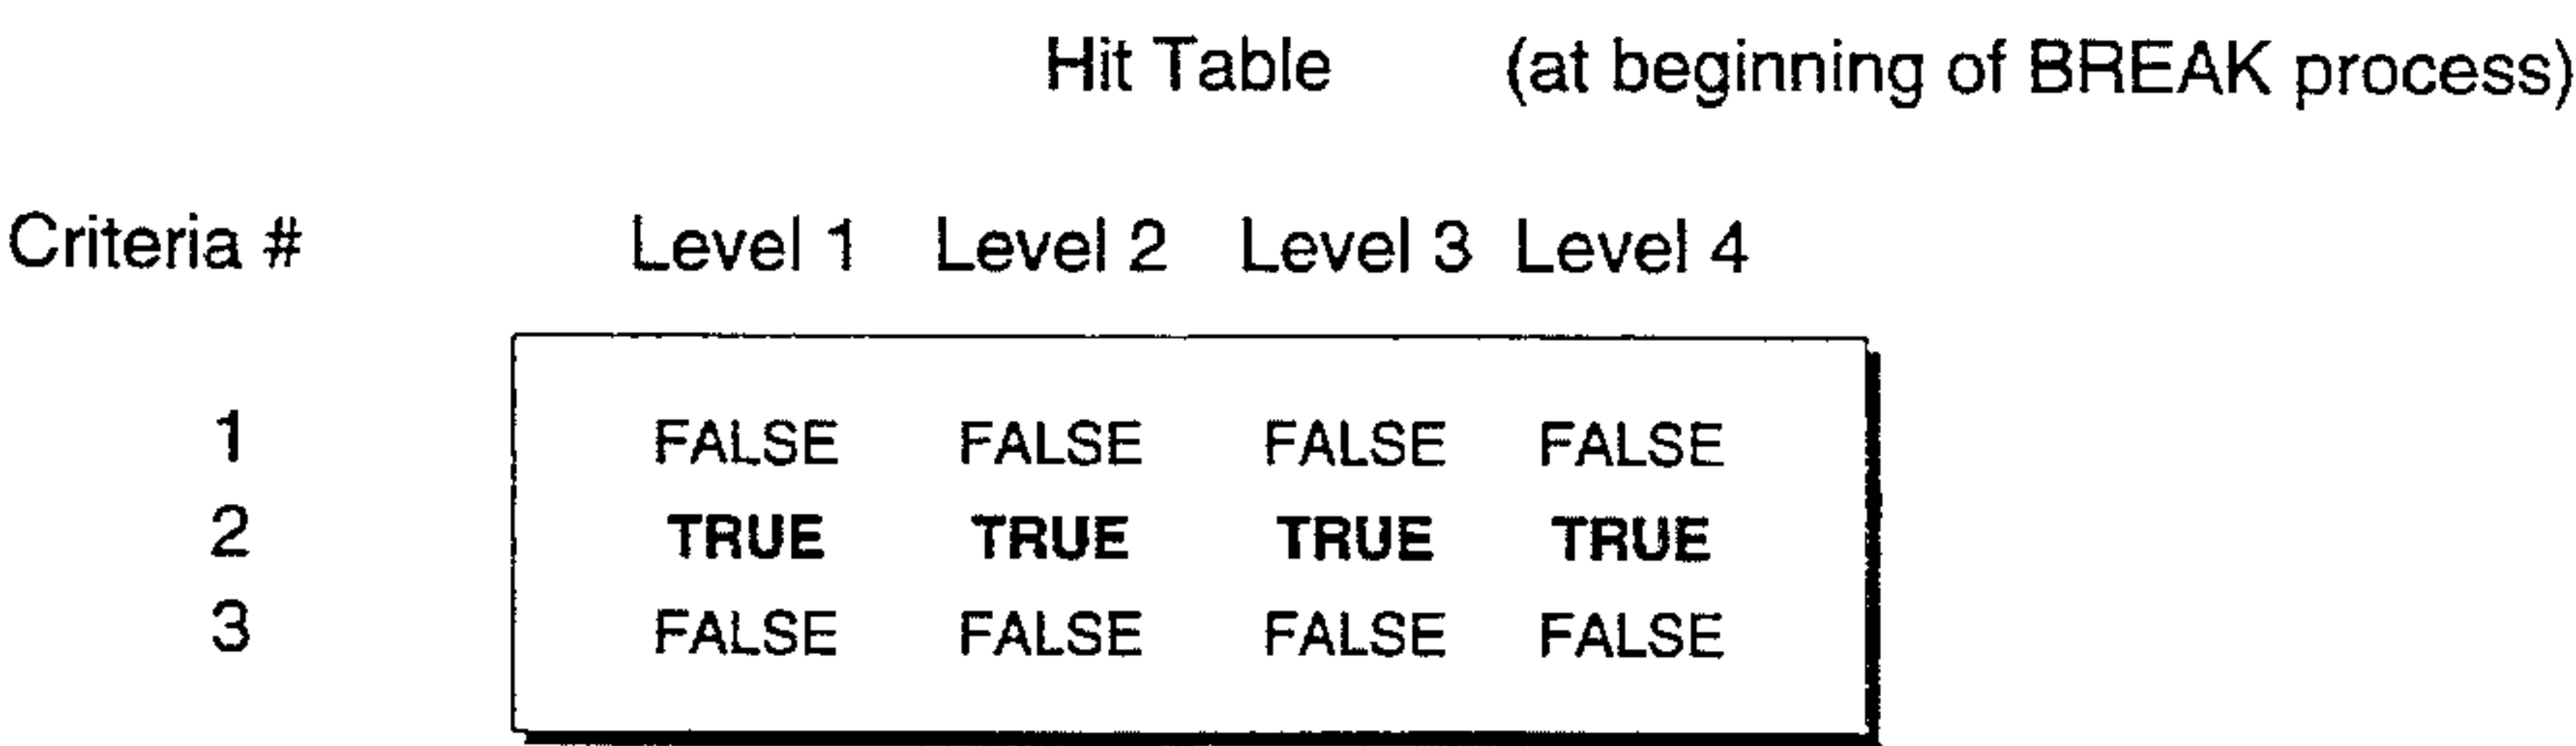 Hit Table (at beginning of BREAK process)
Criteria # Level 1 Level 2 Level 3 Level 4
1 FALSE FALSE FALSE FALSE
2 TRUE TRUE TRUE TRUE
3 FALSE FALSE FALSE FALSE